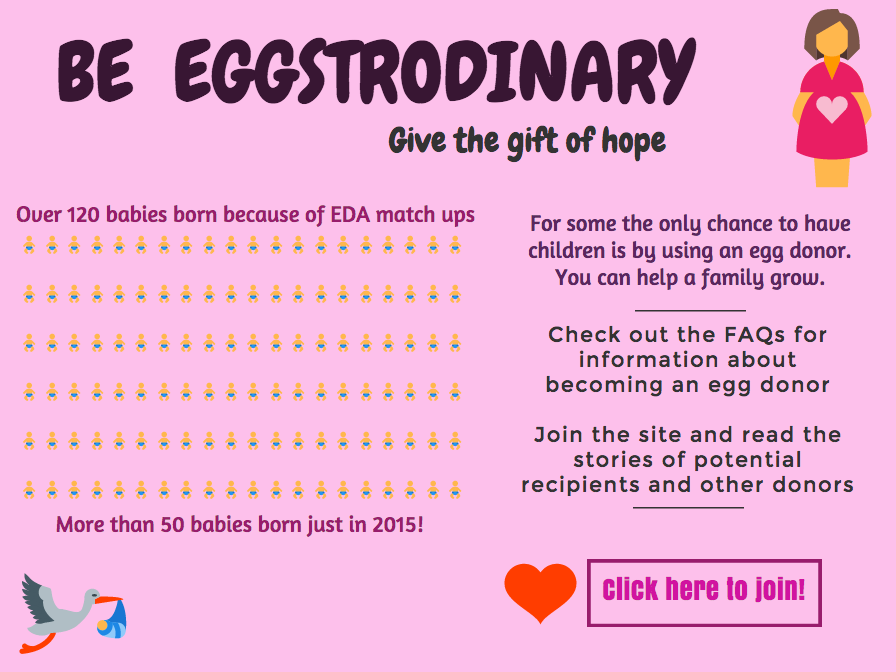 BE EGGSTRODINARY
Give the gift of hope
Over 120 babies born because of EDA match ups
More than 50 babies born just in 2015!
For some the only chance to have
children is by using an egg donor.
You can help a family grow.
Check out the FAQs for
information about
becoming an egg donor
Join the site and read the
stories of potential
recipients and other donors
Click here to join!